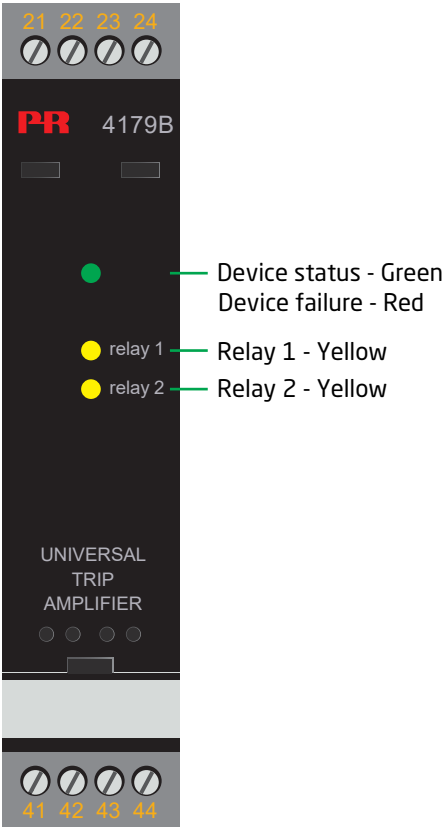 21 22 23 24
PR 4179B
Device status - Green
Device failure - Red
relay 1 Relay 1 - Yellow
relay 2 Relay 2 - Yellow
UNIVERSAL
TRIP
AMPLIFIER
41 42 43 44